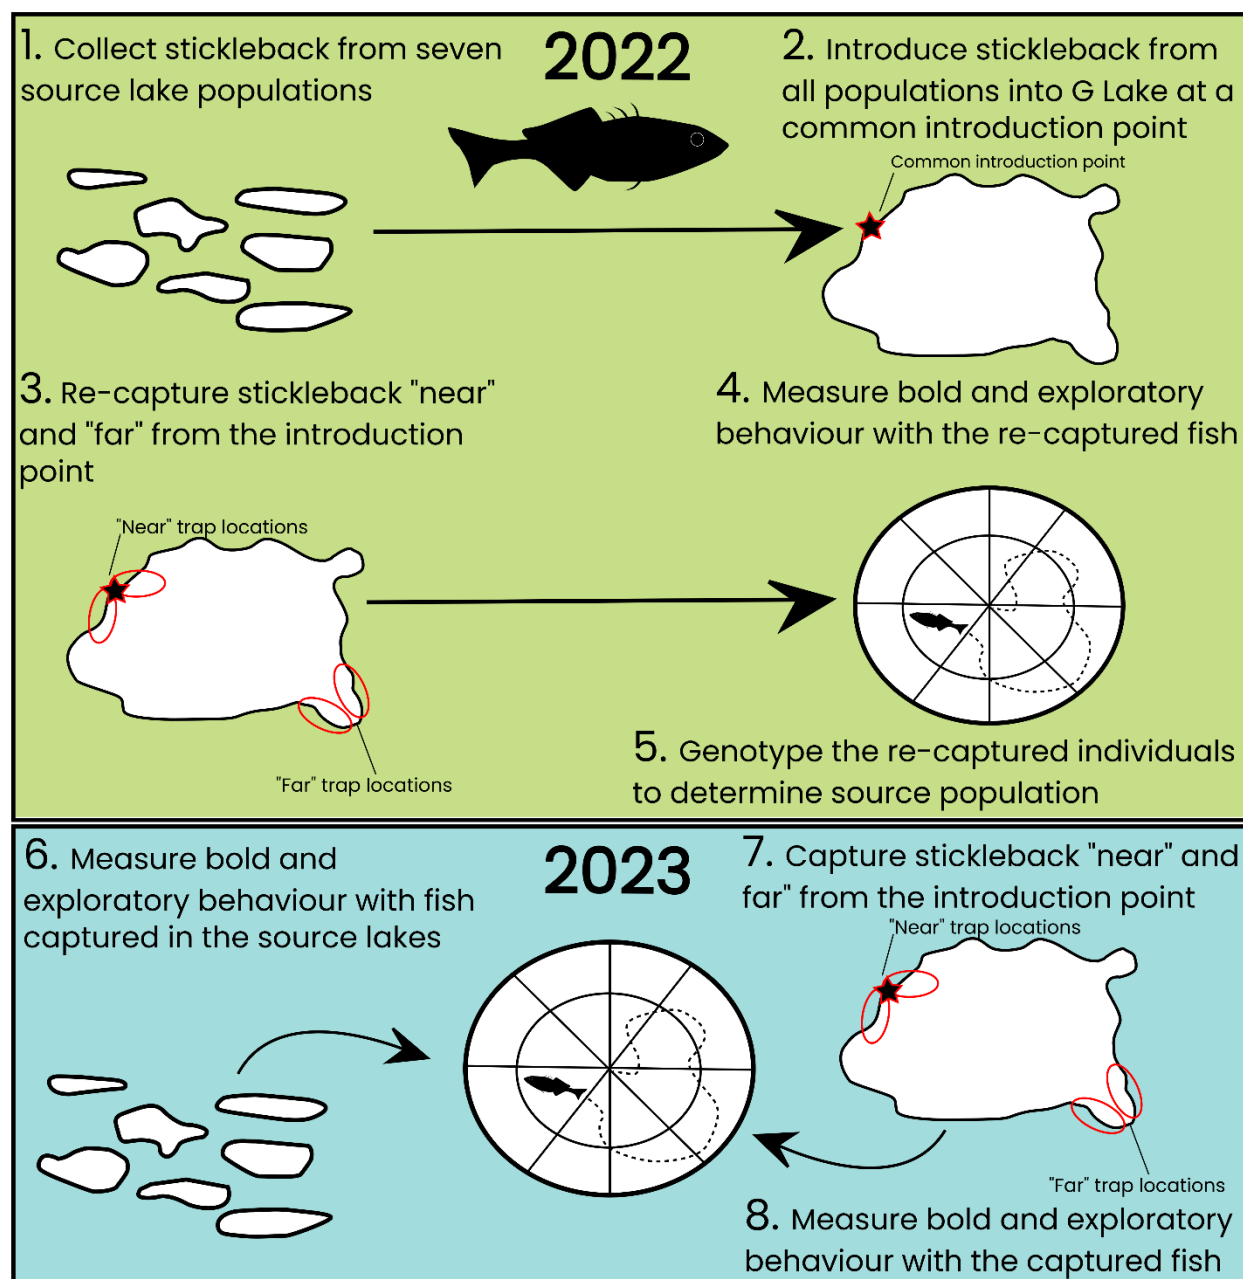 1. Collect stickleback from seven
source lake populations
2022
2. Introduce stickleback from
all populations into G Lake at a
common introduction point
Common introduction point
3. Re-capture stickleback "near"
and "far" from the introduction
point
"Near" trap locations
"Far" trap locations
4. Measure bold and exploratory
behaviour with the re-captured fish
5. Genotype the re-captured individuals
to determine source population
6. Measure bold and
exploratory behaviour with fish
captured in the source lakes
2023
7. Capture stickleback "near" and
far" from the introduction point
"Near" trap locations
"Far" trap locations
8. Measure bold and exploratory
behaviour with the captured fish